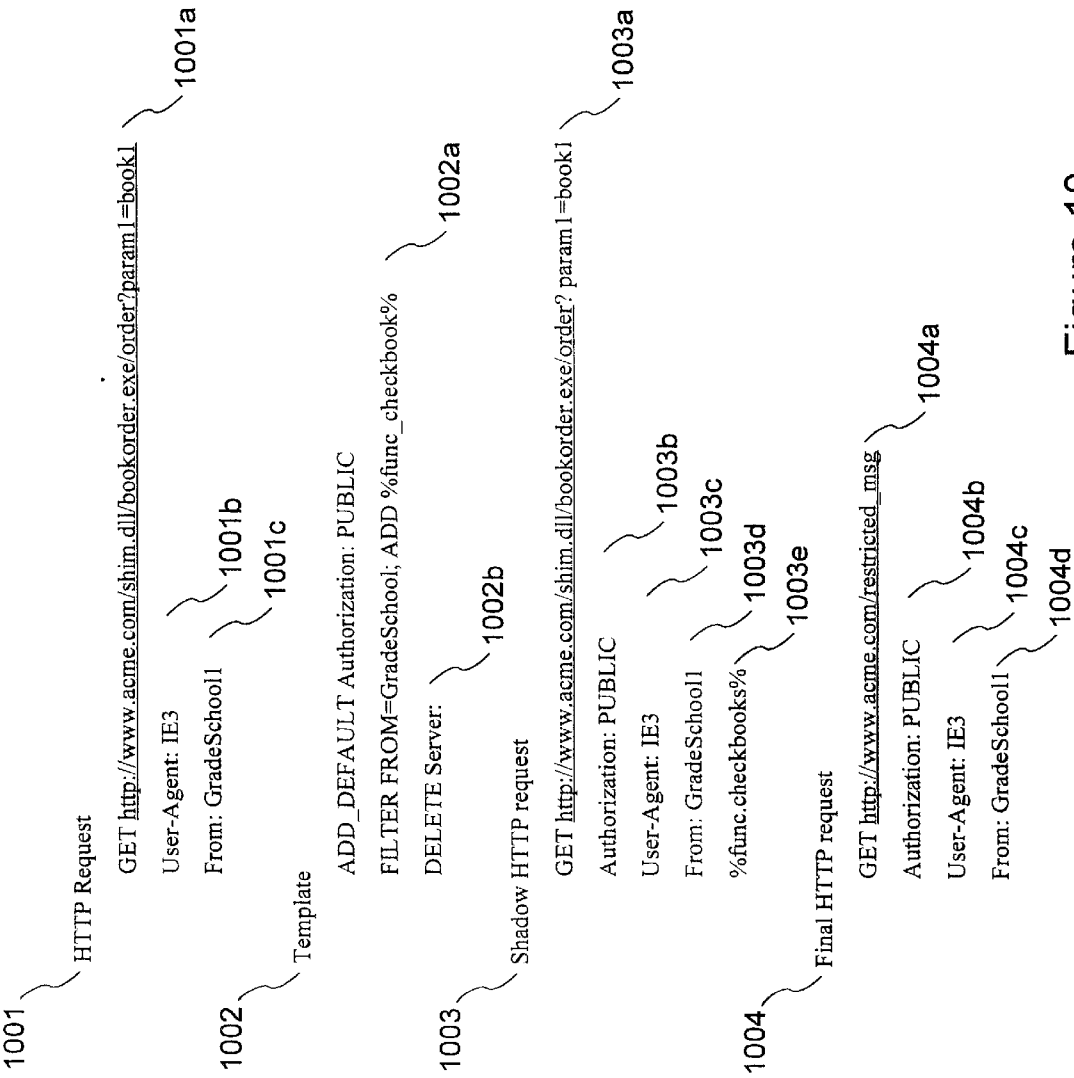 1001
HTTP Request
GET http://www.acme.com/shim.dll/bookorder.exe/order?param1=book1
1001a
User-Agent: IE3
1001b
From: GradeSchool1
1001c
1002
Template
ADD_DEFAULT Authorization: PUBLIC
FILTER FROM=GradeSchool; ADD %func_checkbook%
1002a
DELETE Server:
1002b
1003
Shadow HTTP request
GET http://www.acme.com/shim.dll/bookorder.exe/order? param1=book1
1003a
Authorization: PUBLIC
1003b
User-Agent: IE3
1003c
From: GradeSchool1
1003d
%func.checkbooks%
1003e
1004
Final HTTP request
GET http://www.acme.com/restricted_msg
1004a
Authorization: PUBLIC
1004b
User-Agent: IE3
1004c
From: GradeSchool1
1004d
Figure 10